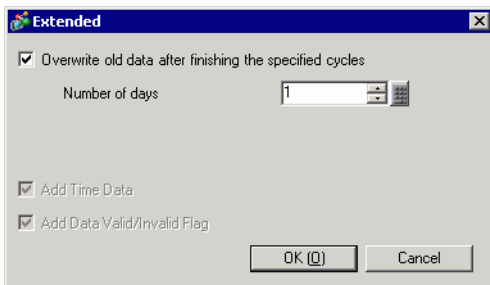 Extended
Overwrite old data after finishing the specified cycles
Number of days 1
Add Time Data
Add Data Valid/Invalid Flag
OK (O) Cancel